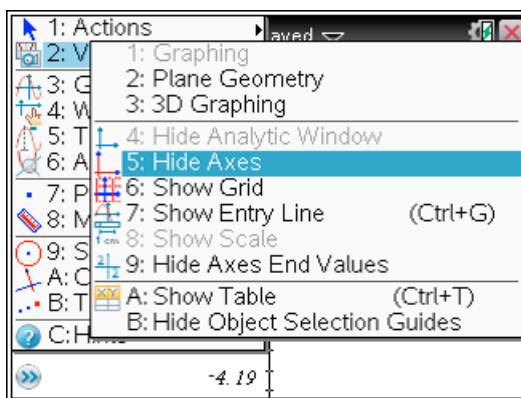 1: Actions
aved
2: V
1: Graphing
2: Plane Geometry
3: 3D Graphing
4: Hide Analytic Window
5: Hide Axes
6: Show Grid
7: Show Entry Line (Ctrl+G)
8: Show Scale
9: Hide Axes End Values
A: Show Table (Ctrl+T)
B: Hide Object Selection Guides
3: G
4: W
5: T
6: A
7: P
8: M
9: S
A: C
B: T
C: Hints
-4.19